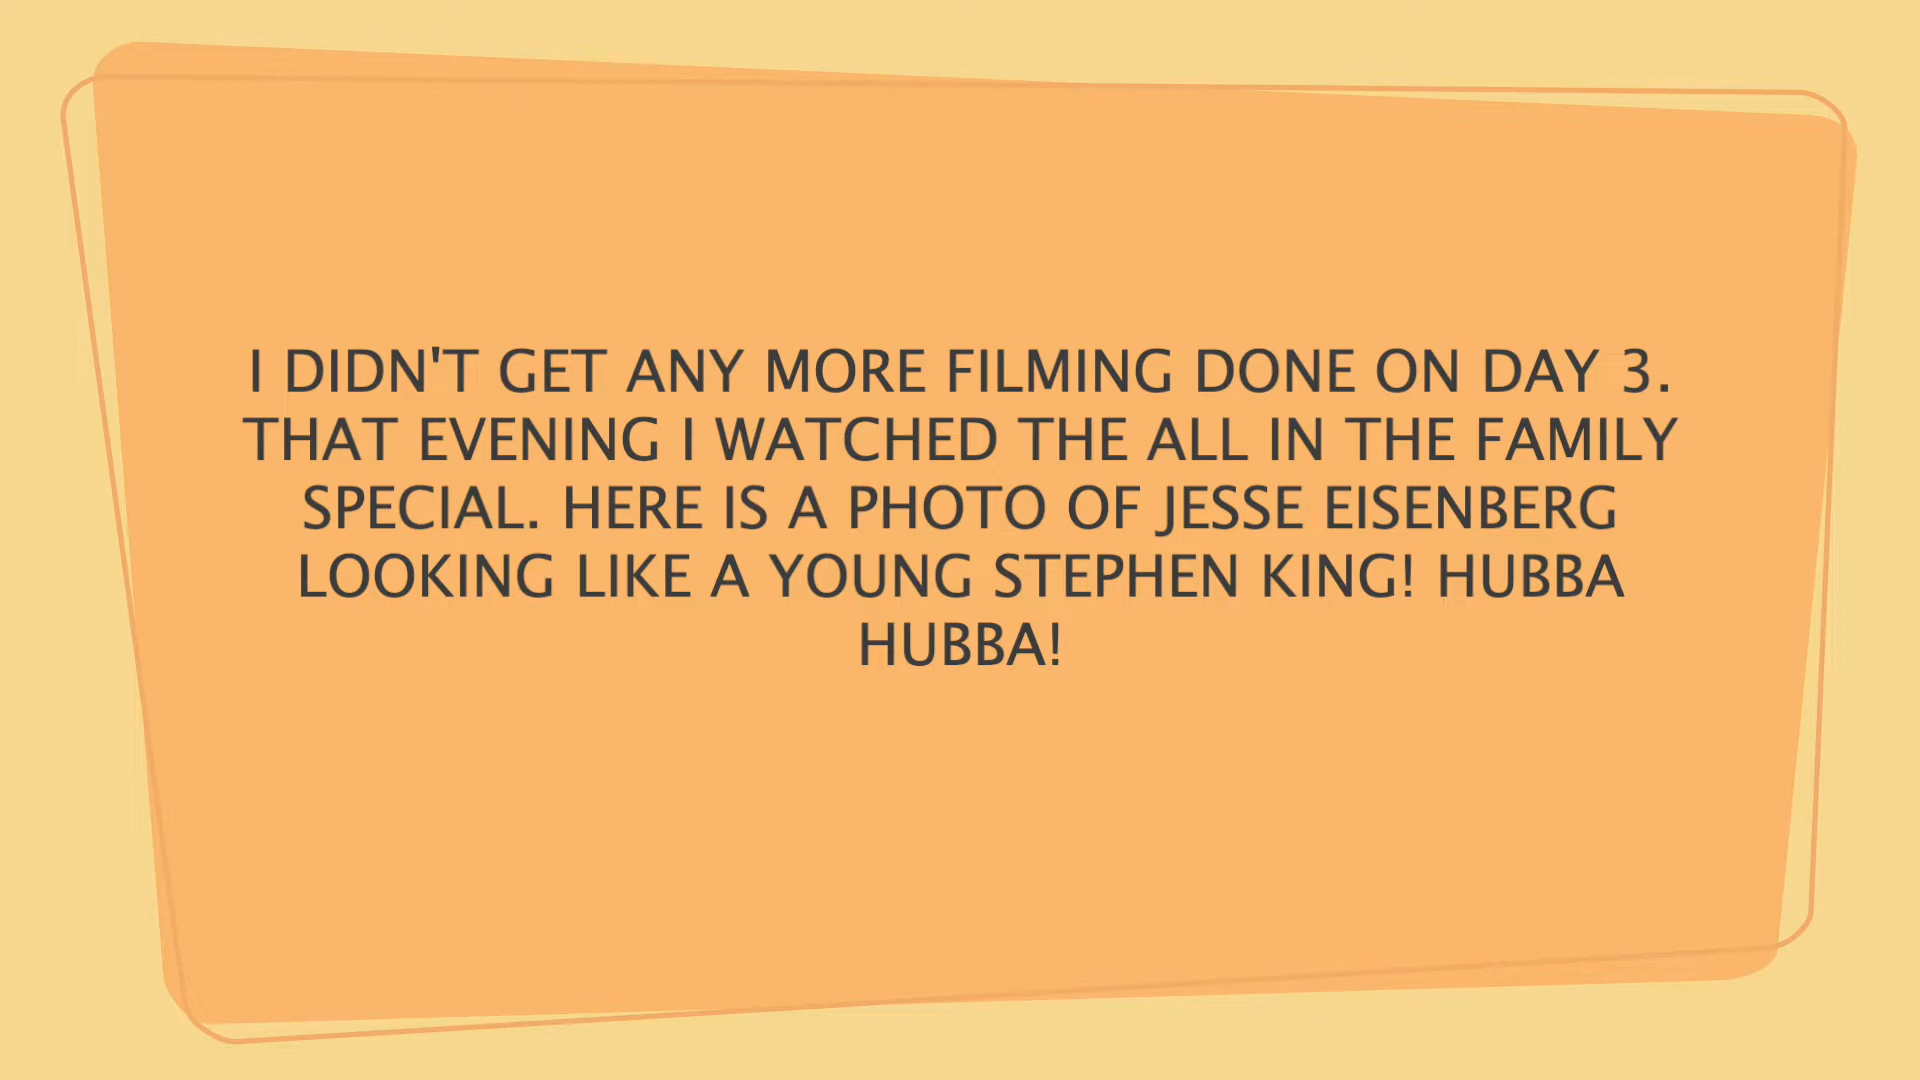 I DIDN'T GET ANY MORE FILMING DONE ON DAY 3.
THAT EVENING I WATCHED THE ALL IN THE FAMILY
SPECIAL. HERE IS A PHOTO OF JESSE EISENBERG
LOOKING LIKE A YOUNG STEPHEN KING! HUBBA
HUBBA!